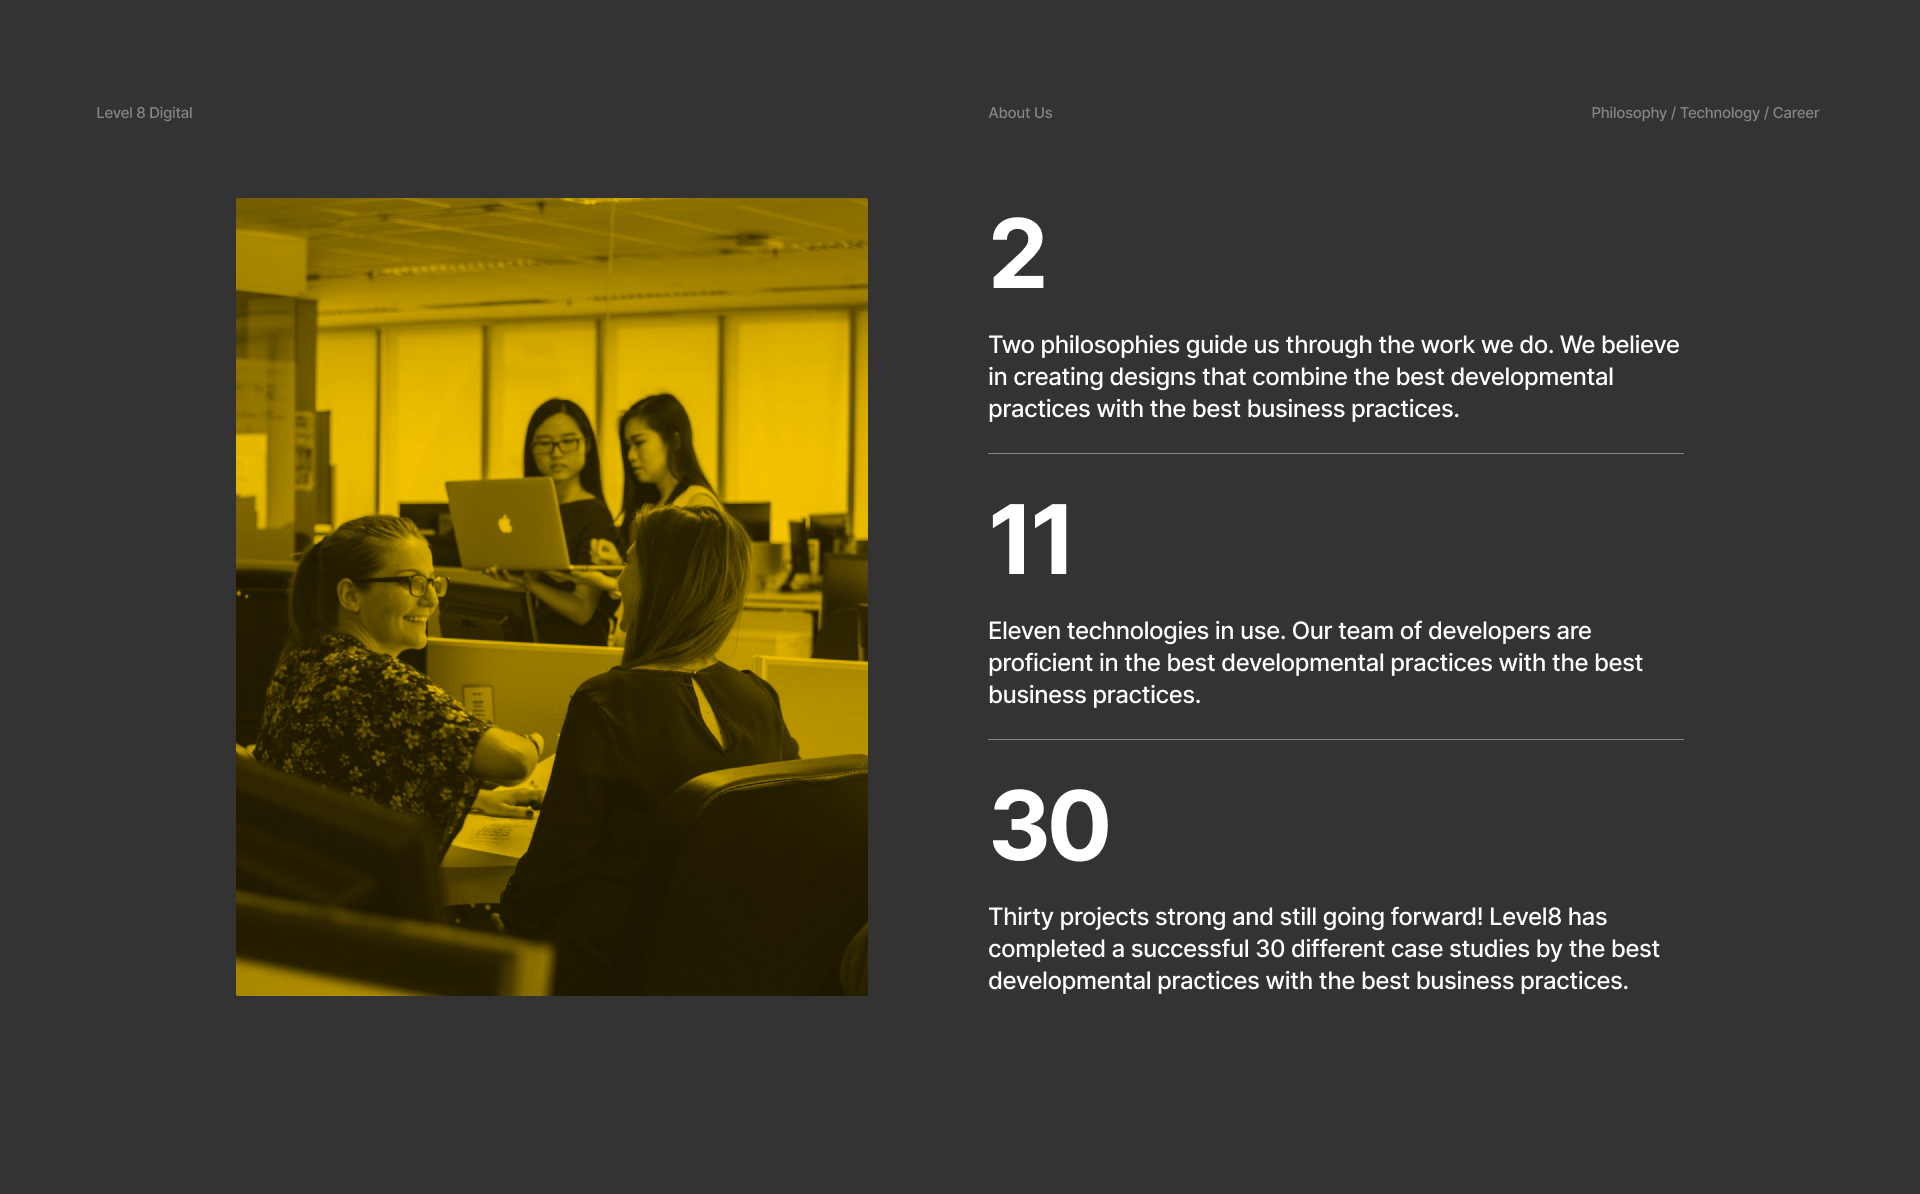 Level 8 Digital
About Us
Philosophy / Technology / Career
2
Two philosophies guide us through the work we do. We believe
in creating designs that combine the best developmental
practices with the best business practices.
11
Eleven technologies in use. Our team of developers are
proficient in the best developmental practices with the best
business practices.
30
Thirty projects strong and still going forward! Level8 has
completed a successful 30 different case studies by the best
developmental practices with the best business practices.